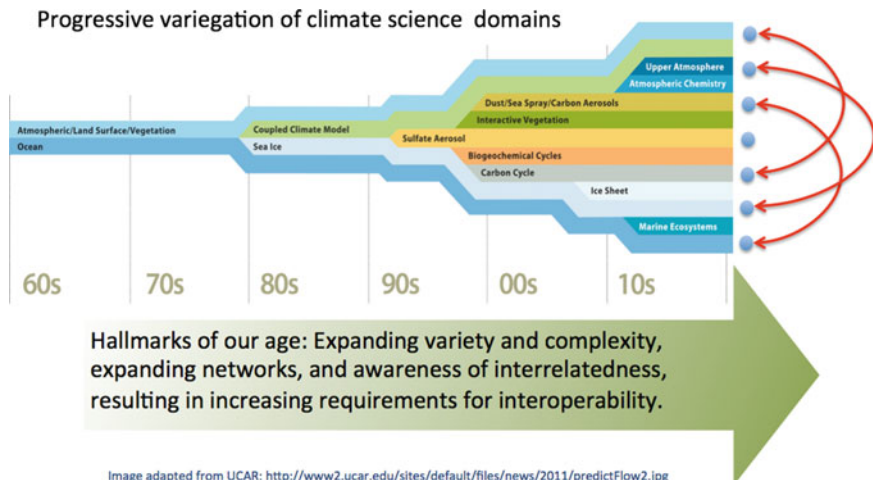 Progressive variegation of climate science domains
Upper Atmosphere
Atmospheric Chemistry
Dust/Sea Spray/Carbon Aerosols
Interactive Vegetation
Atmospheric/Land Surface/Vegetation
Coupled Climate Model
Sulfate Aerosol
Ocean
Sea Ice
Biogeochemical Cycles
Carbon Cycle
Ice Sheet
Marine Ecosystems
60s
70s
80s
90s
00s
10s
Hallmarks of our age: Expanding variety and complexity,
expanding networks, and awareness of interrelatedness,
resulting in increasing requirements for interoperability.
Image adapted from UCAR: http://www2.ucar.edu/sites/default/files/news/2011/predictFlow2.jpg